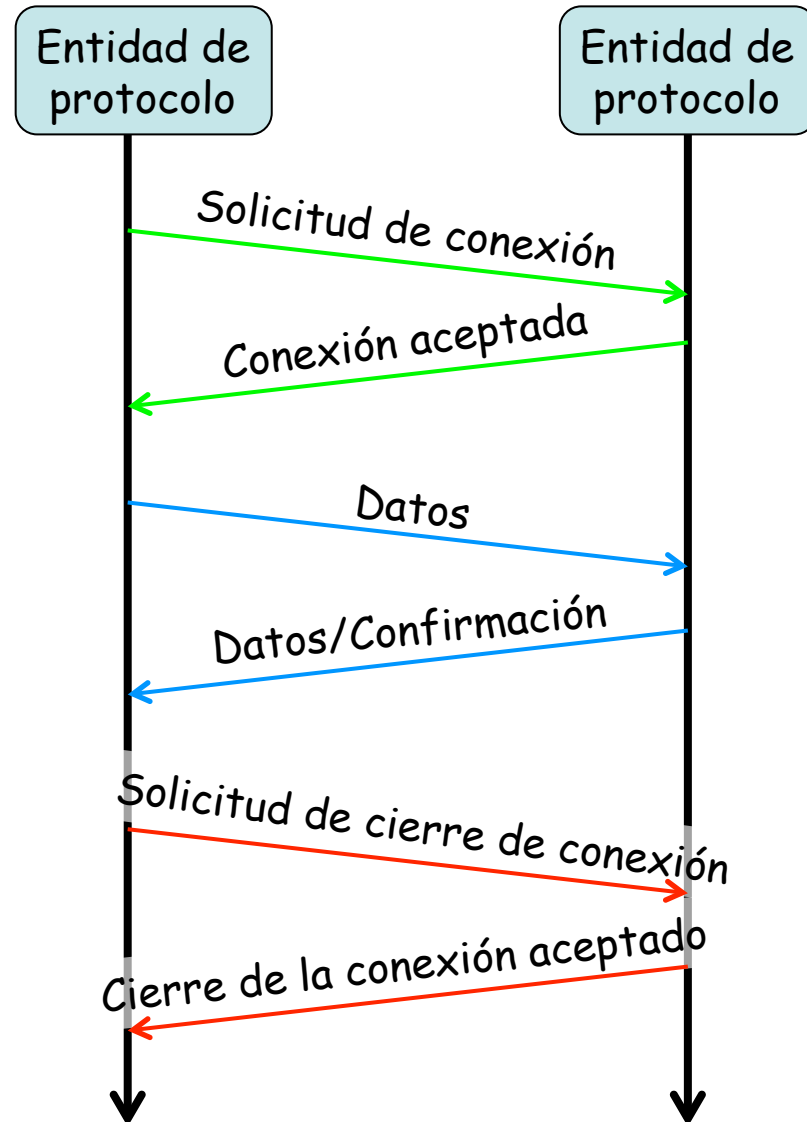 Entidad de
protocolo
Entidad de
protocolo
Solicitud de conexión
Conexión aceptada
Datos
Datos/Confirmación
Solicitud de cierre de conexión
Cierre de la conexión aceptado